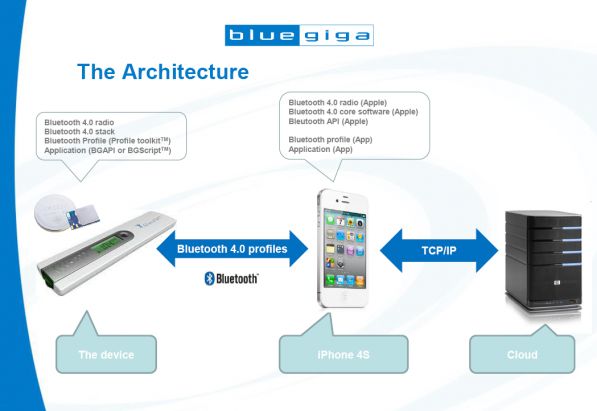 bluegiga
The Architecture
Bluetooth 4.0 radio
Bluetooth 4.0 stack
Bluetooth Profile (Profile toolkit™)
Application (BGAPI or BGScript™)
Bluetooth 4.0 radio (Apple)
Bluetooth 4.0 core software (Apple)
Bleutooth API (Apple)
Bluetooth profile (App)
Application (App)
Bluetooth 4.0 profiles
TCP/IP
Bluetooth™
hp
The device
iPhone 4S
Cloud